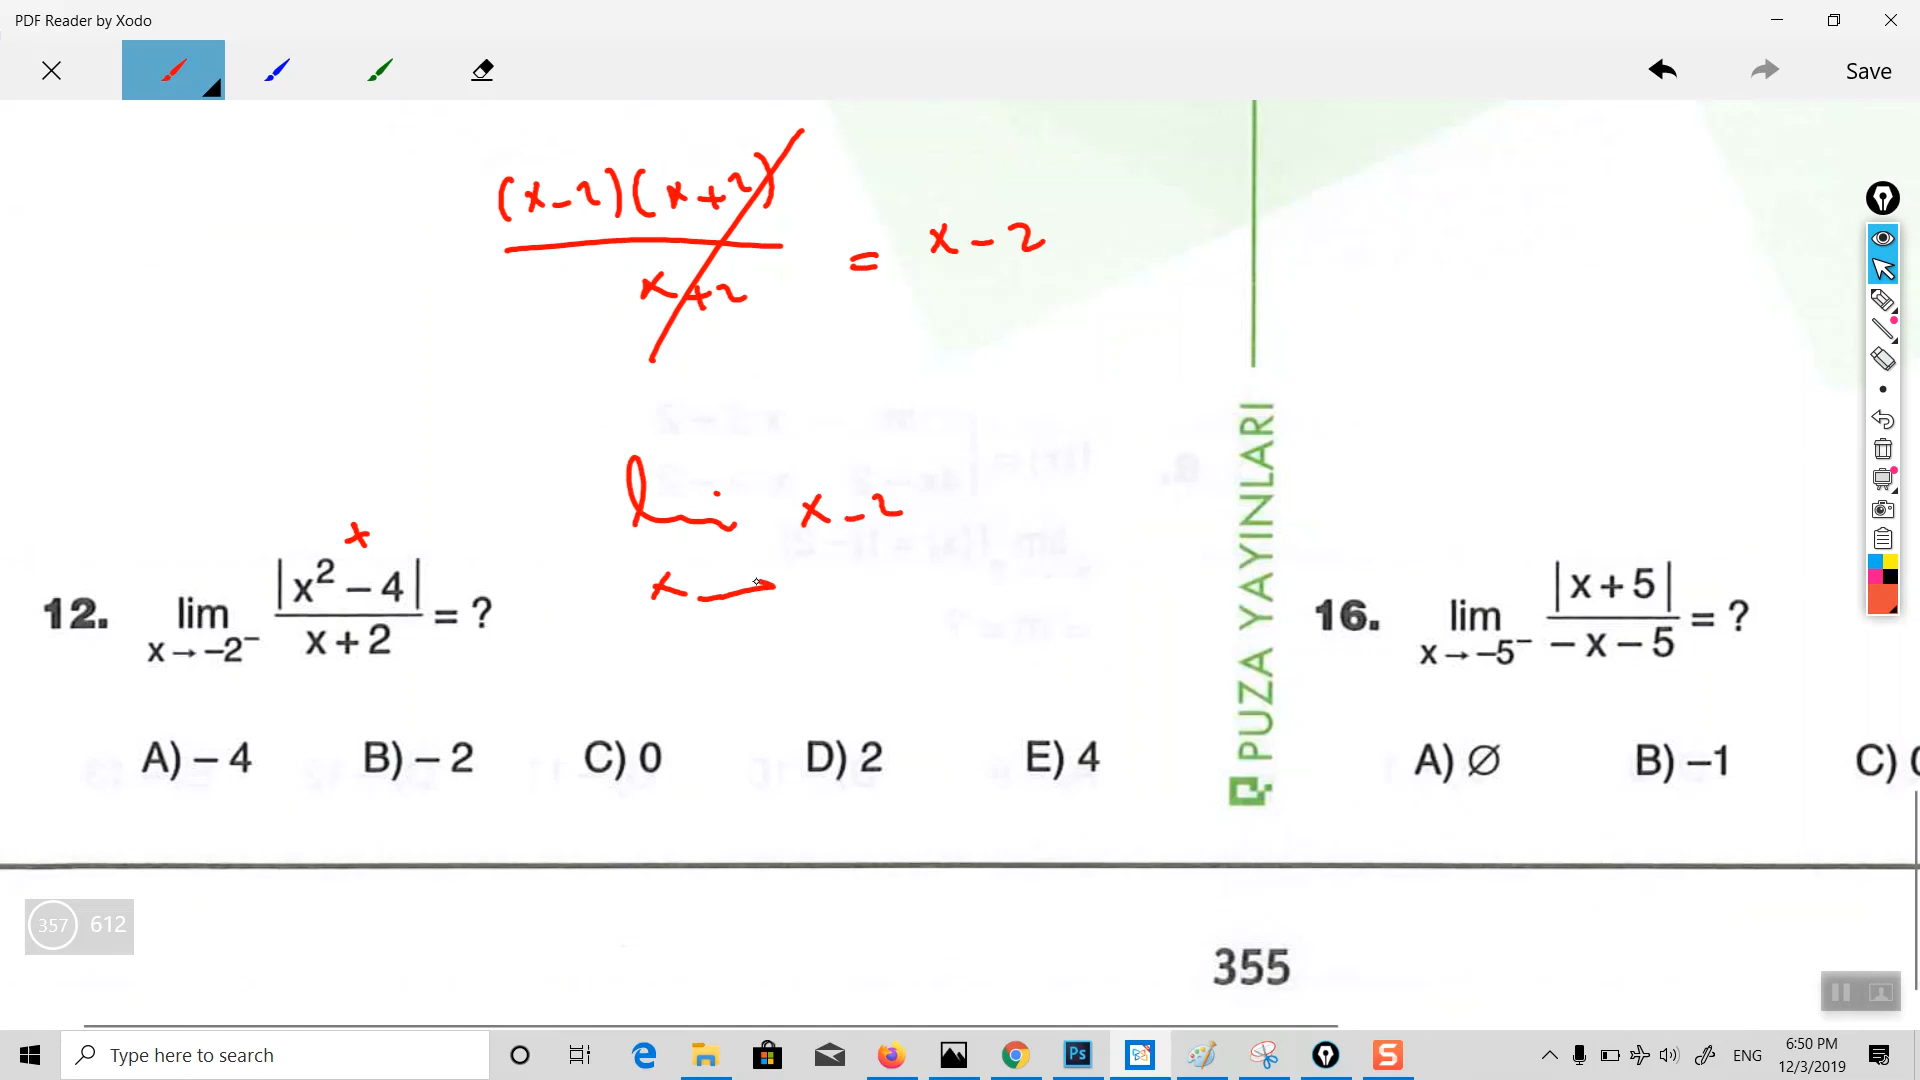 PDF Reader by Xodo
Save
(x-2)(x+2)
x+2
= x-2
lim x-2
x
+
12. lim x→-2⁻ |x² - 4| / x + 2 = ?
A) - 4 B) - 2 C) 0 D) 2 E) 4
PUZA YAYINLARI
16. lim x→-5⁻ |x + 5| / - x - 5 = ?
A) ∅ B) -1 C)
357 612
355
Type here to search
ENG
6:50 PM
12/3/2019